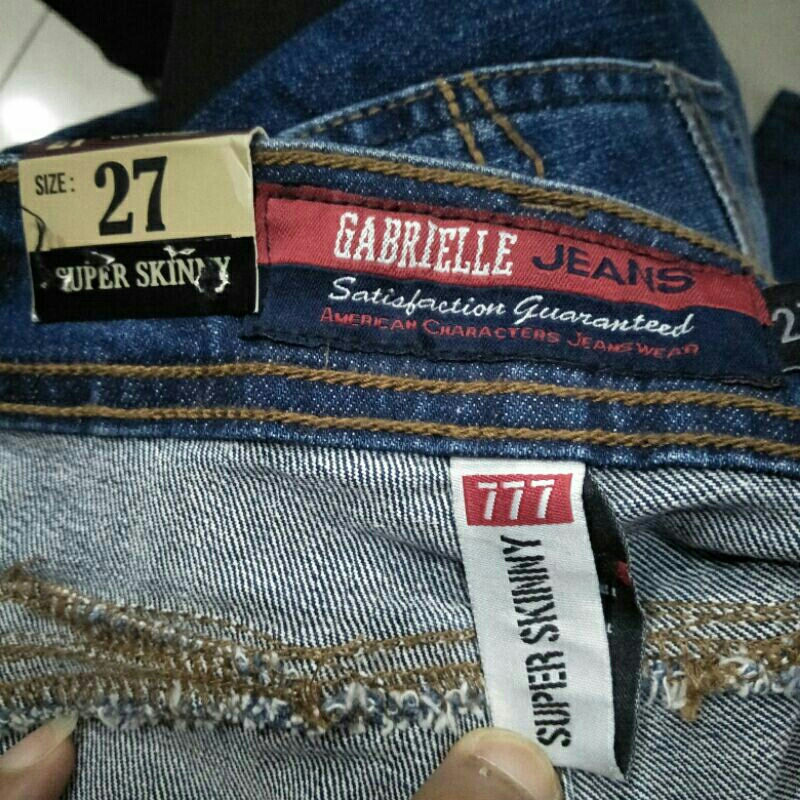 SIZE: 27
SUPER SKINNY
GABRIELLE JEANS
Satisfaction Guaranteed
AMERICAN CHARACTERS JEANSWEAR
777
SUPER SKINNY